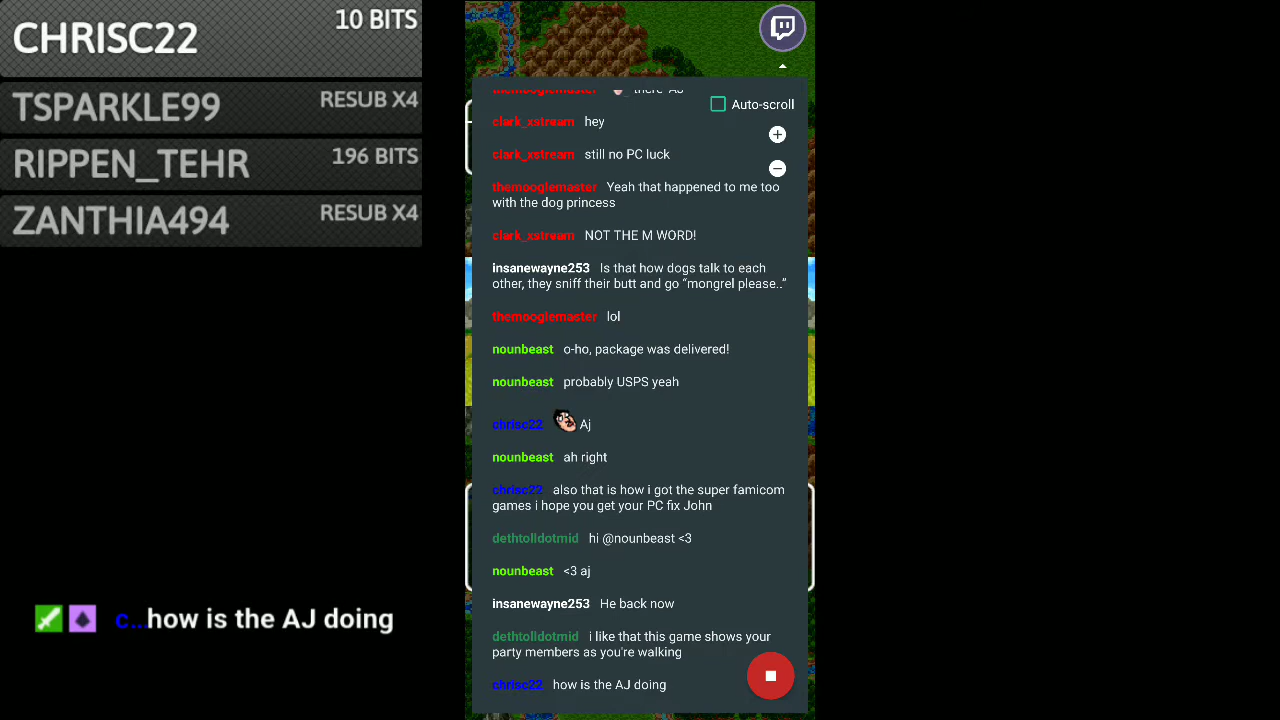 CHRISC22 10 BITS
TSPARKLE99 RESUB X4
RIPPEN_TEHR 196 BITS
ZANTHIA494 RESUB X4
there AJ
Auto-scroll
clark_xstream hey
clark_xstream still no PC luck
themooglemaster Yeah that happened to me too
with the dog princess
clark_xstream NOT THE M WORD!
insanewayne253 Is that how dogs talk to each
other, they sniff their butt and go “mongrel please..”
themooglemaster lol
nounbeast o-ho, package was delivered!
nounbeast probably USPS yeah
chrisc22 Aj
nounbeast ah right
chrisc22 also that is how i got the super famicom
games i hope you get your PC fix John
dethtolldotmid hi @nounbeast <3
nounbeast <3 aj
insanewayne253 He back now
dethtolldotmid i like that this game shows your
party members as you're walking
chrisc22 how is the AJ doing
c...how is the AJ doing